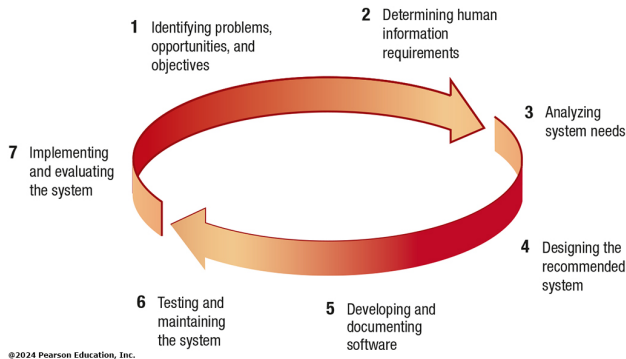 1 Identifying problems,
opportunities, and
objectives
2 Determining human
information
requirements
3 Analyzing
system needs
4 Designing the
recommended
system
5 Developing and
documenting
software
6 Testing and
maintaining
the system
7 Implementing
and evaluating
the system
@2024 Pearson Education, Inc.